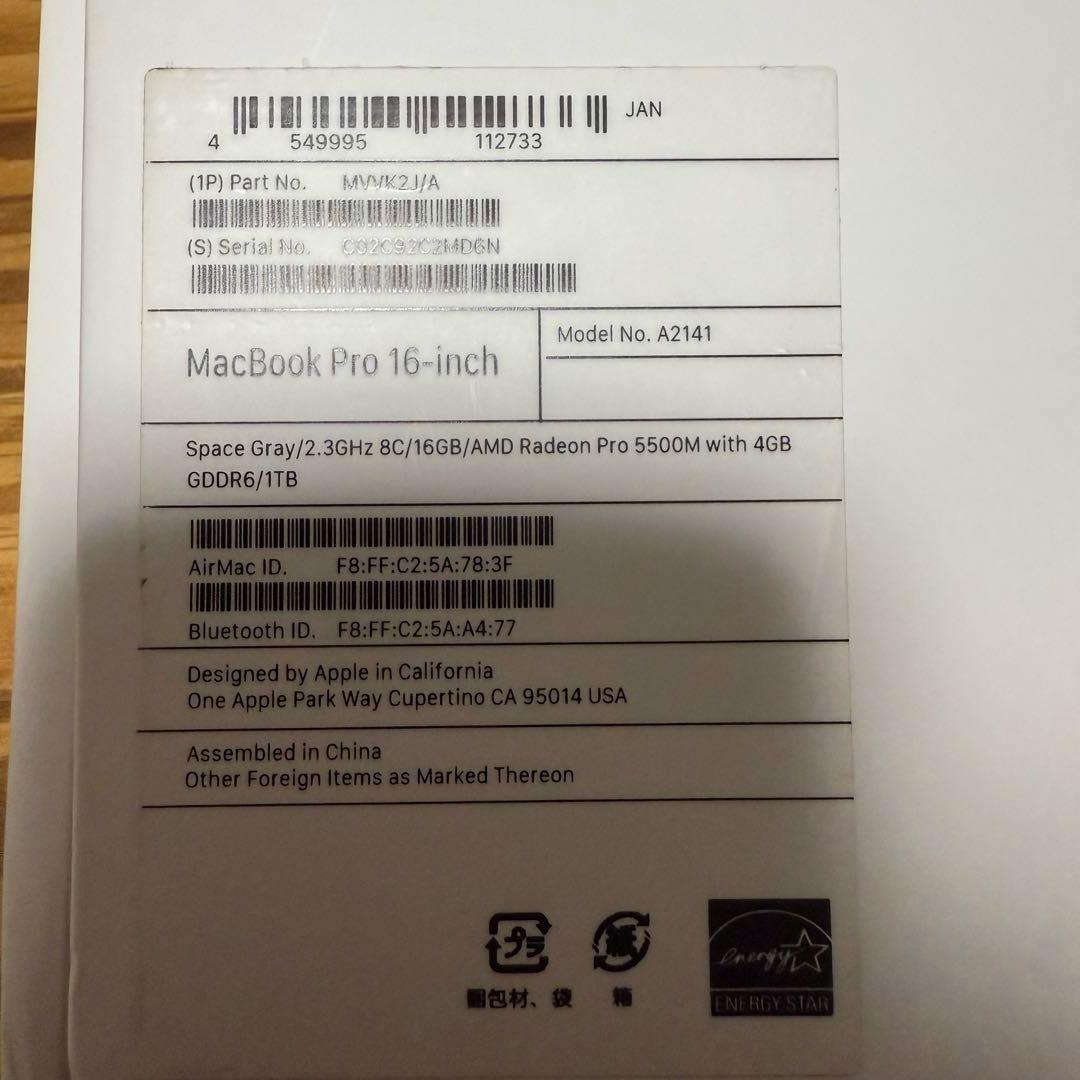 JAN
4 549995 112733
(1P) Part No. MVVK2J/A
(S) Serial No. C02C92C2MD6N
MacBook Pro 16-inch
Model No. A2141
Space Gray/2.3GHz 8C/16GB/AMD Radeon Pro 5500M with 4GB
GDDR6/1TB
AirMac ID. F8:FF:C2:5A:78:3F
Bluetooth ID. F8:FF:C2:5A:A4:77
Designed by Apple in California
One Apple Park Way Cupertino CA 95014 USA
Assembled in China
Other Foreign Items as Marked Thereon
プラ 紙 energy
梱包材、袋 箱 ENERGY STAR